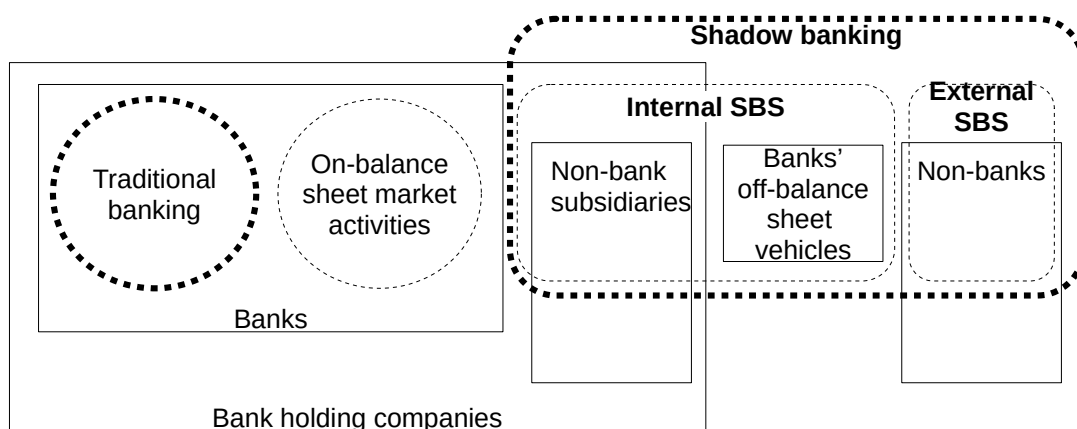 Shadow banking
Internal SBS
External
SBS
Traditional
banking
On-balance
sheet market
activities
Non-bank
subsidiaries
Banks’
off-balance
sheet
vehicles
Non-banks
Banks
Bank holding companies